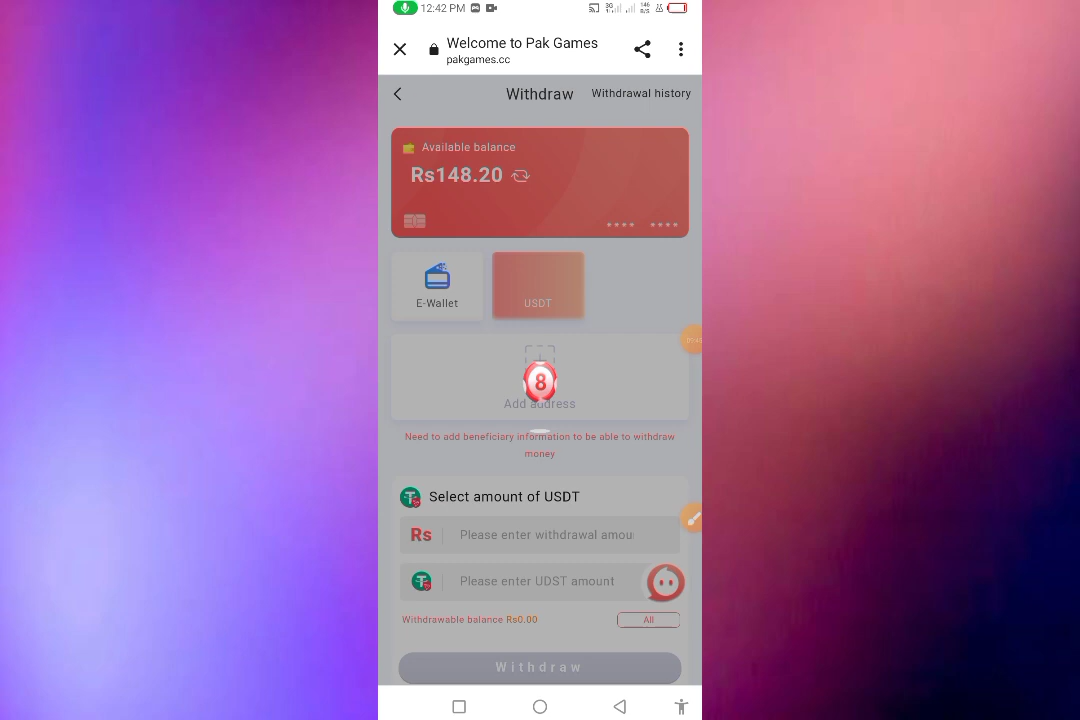 12:42 PM
3G
146
B/S
Welcome to Pak Games
pakgames.cc
Withdraw
Withdrawal history
Available balance
Rs148.20
E-Wallet
USDT
8
Add address
Need to add beneficiary information to be able to withdraw
money
Select amount of USDT
Rs
Please enter withdrawal amou
Please enter UDST amount
Withdrawable balance Rs0.00
All
Withdraw